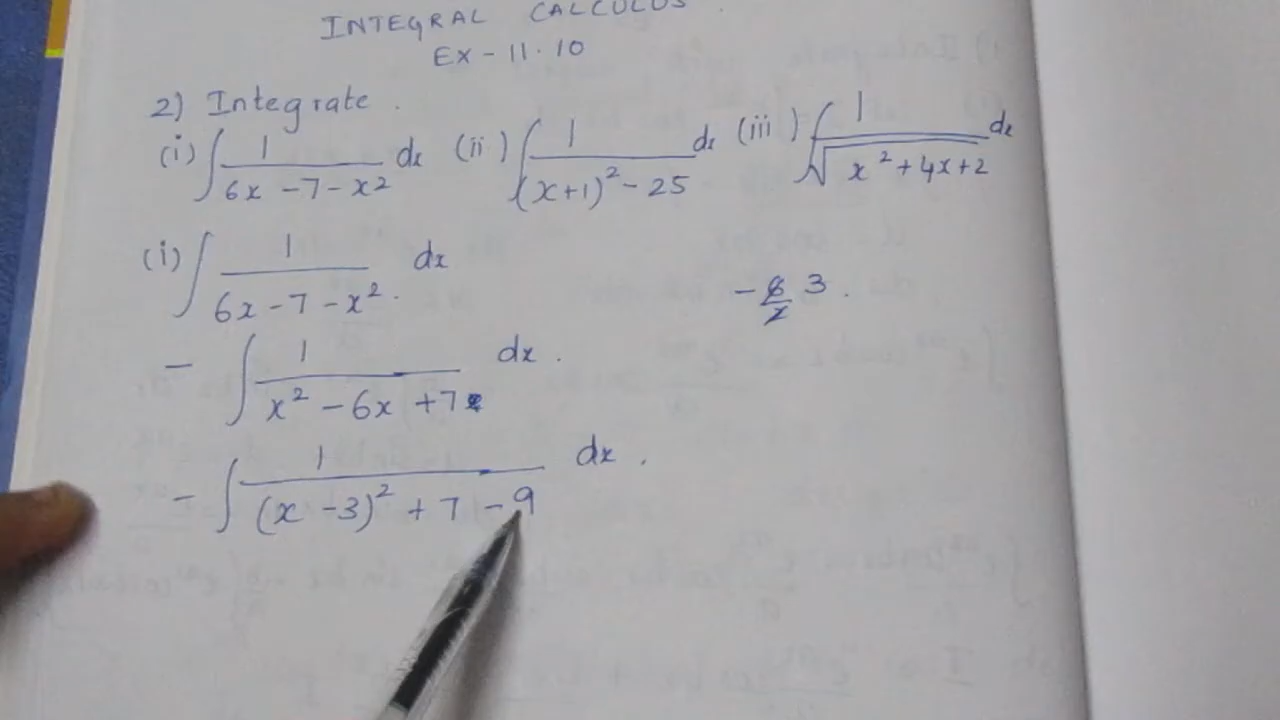 INTEGRAL CALCULUS
Ex - 11.10
2) Integrate.
(i) ∫ 1/(6x - 7 - x²) dx (ii) ∫ 1/((x+1)² - 25) dx (iii) ∫ 1/√(x² + 4x + 2) dx
(i) ∫ 1/(6x - 7 - x²) dx
- 6/2 3.
- ∫ 1/(x² - 6x + 7) dx.
- ∫ 1/((x - 3)² + 7 - 9) dx.